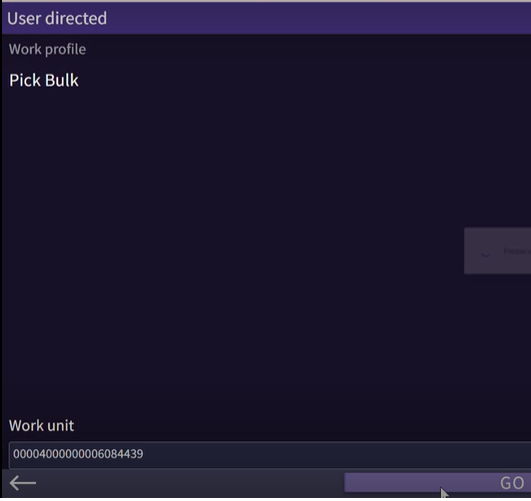 User directed
Work profile
Pick Bulk
Work unit
00004000000006084439
GO